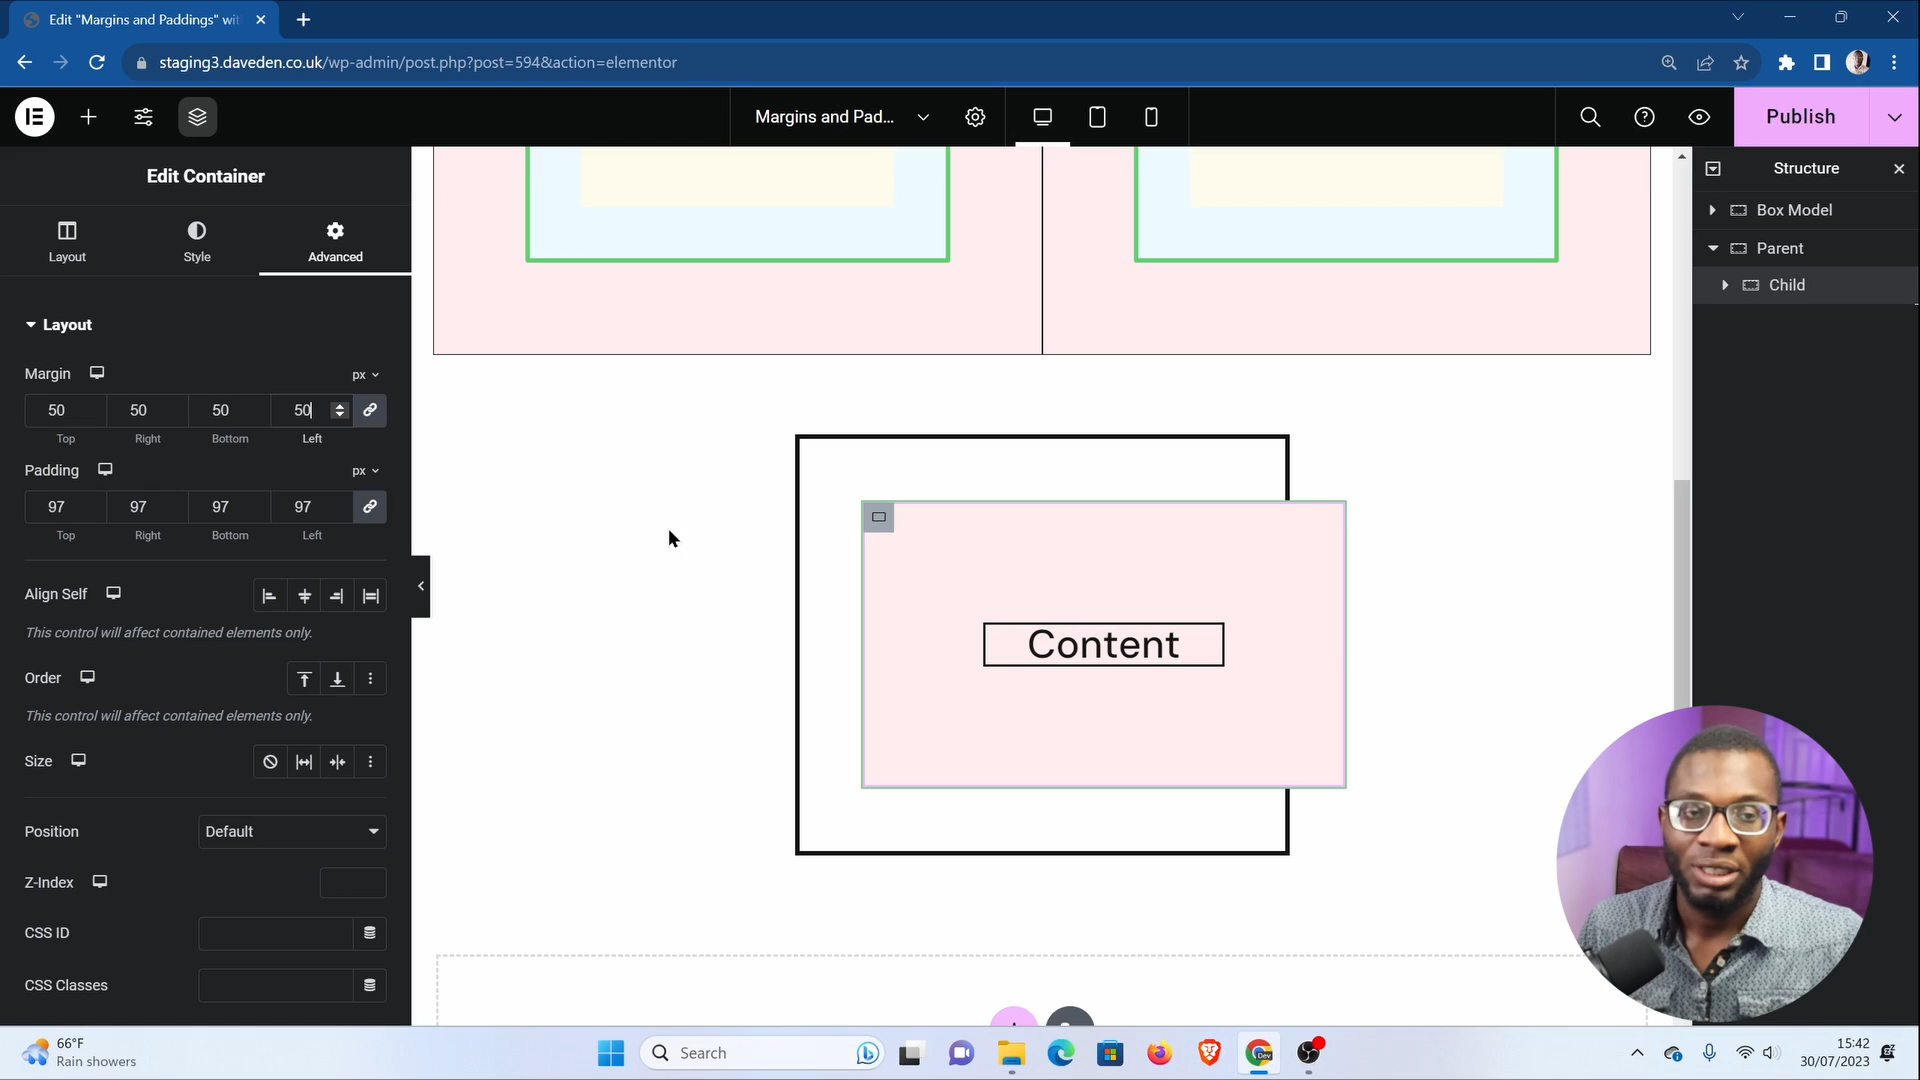 Edit "Margins and Paddings" wit
staging3.daveden.co.uk/wp-admin/post.php?post=594&action=elementor
Margins and Pad...
Publish
Edit Container
Structure
Layout
Style
Advanced
Box Model
Parent
Child
Layout
Margin
px
50
50
50
50
Top
Right
Bottom
Left
Padding
px
97
97
97
97
Top
Right
Bottom
Left
Align Self
This control will affect contained elements only.
Order
This control will affect contained elements only.
Size
Position
Default
Z-Index
CSS ID
CSS Classes
Content
66°F
Rain showers
Search
Dev
15:42
30/07/2023